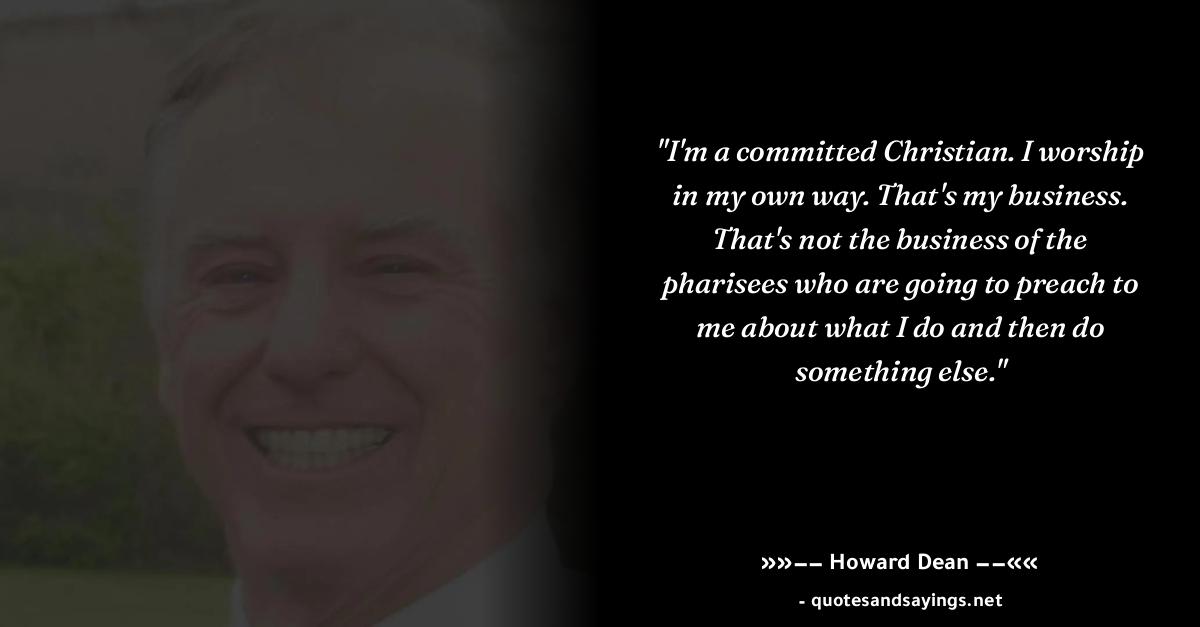 "I'm a committed Christian. I worship
in my own way. That's my business.
That's not the business of the
pharisees who are going to preach to
me about what I do and then do
something else."
»»−− Howard Dean −−««
- quotesandsayings.net